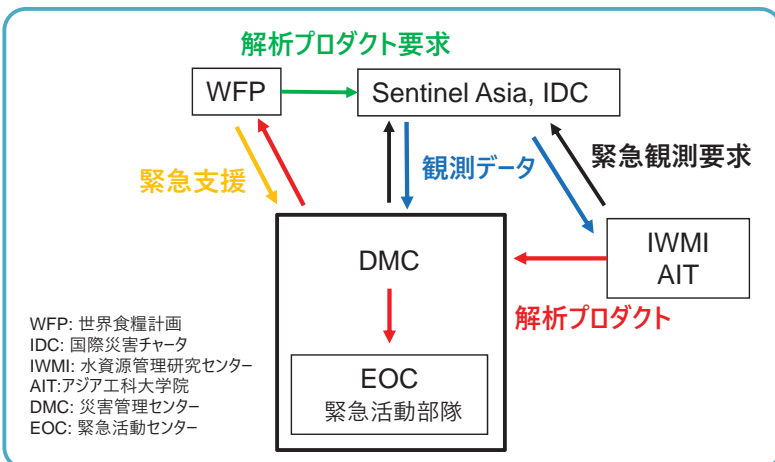 解析プロダクト要求
WFP
Sentinel Asia, IDC
緊急支援
観測データ
緊急観測要求
DMC
IWMI
AIT
解析プロダクト
EOC
緊急活動部隊
WFP: 世界食糧計画
IDC: 国際災害チャータ
IWMI: 水資源管理研究センター
AIT:アジア工科大学院
DMC: 災害管理センター
EOC: 緊急活動センター